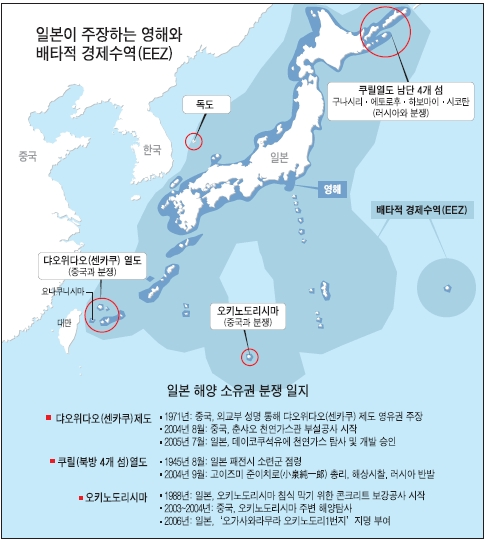 일본이 주장하는 영해와
배타적 경제수역(EEZ)
쿠릴열도 남단 4개 섬
구나시리·에토로후·하보마이·시코탄
(러시아와 분쟁)
독도
중국
한국
일본
영해
배타적 경제수역(EEZ)
댜오위다오(센카쿠) 열도
(중국과 분쟁)
요나쿠니시마
대만
오키노도리시마
(중국과 분쟁)
일본 해양 소유권 분쟁 일지
댜오위다오(센카쿠)제도
• 1971년: 중국, 외교부 성명 통해 댜오위다오(센카쿠) 제도 영유권 주장
• 2004년 8월: 중국, 춘샤오 천연가스관 부설공사 시작
• 2005년 7월: 일본, 데이코쿠석유에 천연가스 탐사 및 개발 승인
쿠릴(북방 4개 섬)열도
• 1945년 8월: 일본 패전시 소련군 점령
• 2004년 9월: 고이즈미 준이치로(小泉純一郞) 총리, 해상시찰, 러시아 반발
오키노도리시마
• 1988년: 일본, 오키노도리시마 침식 막기 위한 콘크리트 보강공사 시작
• 2003~2004년: 중국, 오키노도리시마 주변 해양탐사
• 2006년: 일본, ‘오가사와라무라 오키노도리1번지’ 지명 부여